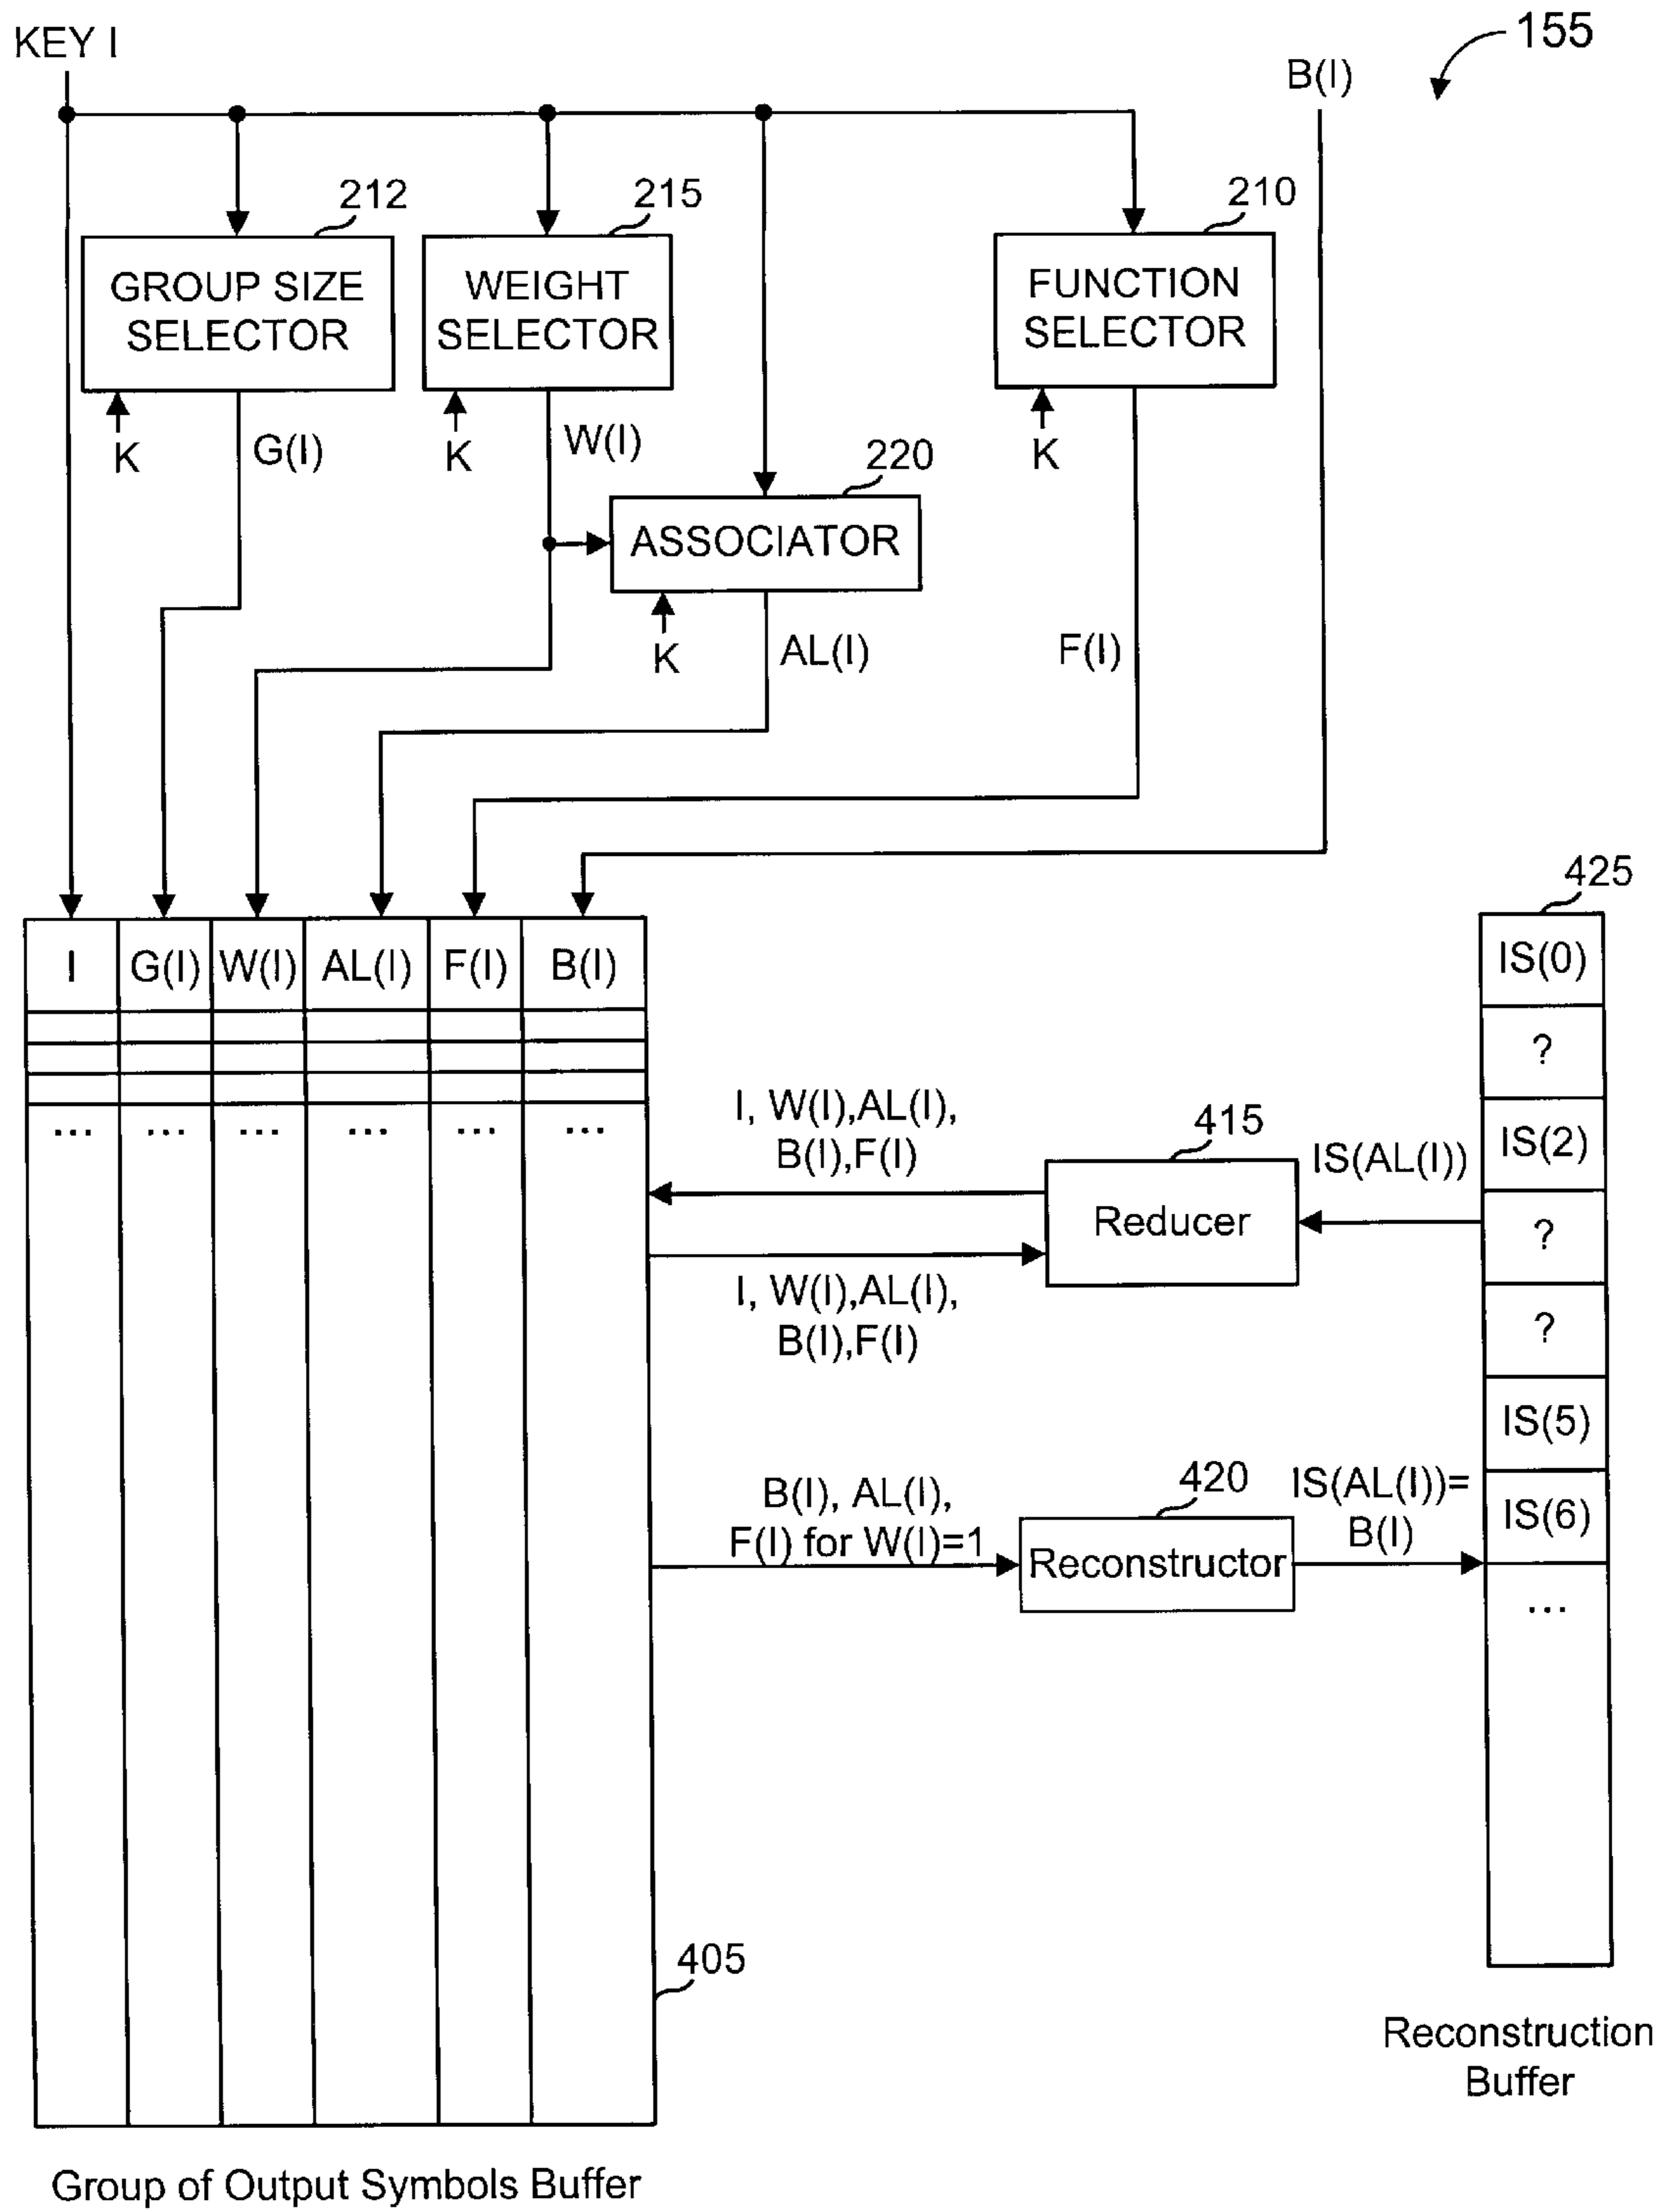 KEY I
155
B(I)
212
215
210
GROUP SIZE
SELECTOR
WEIGHT
SELECTOR
FUNCTION
SELECTOR
K
G(I)
K
W(I)
220
K
ASSOCIATOR
K
AL(I)
F(I)
425
I
G(I)
W(I)
AL(I)
F(I)
B(I)
IS(0)
?
... ... ... ... ... ...
I, W(I),AL(I),
B(I),F(I)
415
IS(AL(I))
IS(2)
Reducer
?
I, W(I),AL(I),
B(I),F(I)
?
IS(5)
B(I), AL(I),
F(I) for W(I)=1
420
IS(AL(I))=
B(I)
IS(6)
Reconstructor
...
405
Reconstruction
Buffer
Group of Output Symbols Buffer